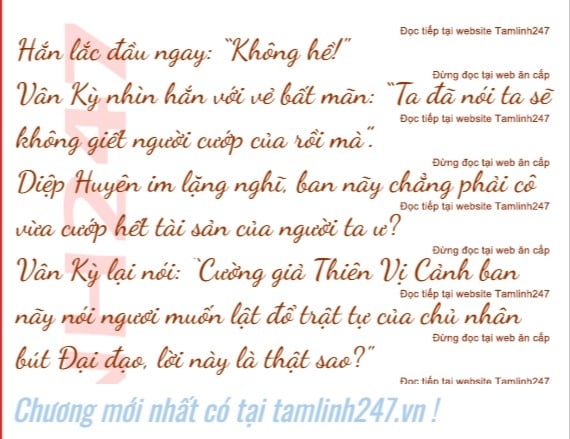 Đọc tiếp tại website Tamlinh247
Hắn lắc đầu ngay: “Không hề!”
Đừng đọc tại web ăn cắp
Vân Kỳ nhìn hắn với vẻ bất mãn: “Ta đã nói ta sẽ
Đọc tiếp tại website Tamlinh247
không giết người cướp của rồi mà”.
Đừng đọc tại web ăn cắp
Diệp Huyên im lặng nghĩ, ban nãy chẳng phải cô
Đọc tiếp tại website Tamlinh247
vừa cướp hết tài sản của người ta ư?
Đừng đọc tại web ăn cắp
Vân Kỳ lại nói: “Cường giả Thiên Vị Cảnh ban
Đọc tiếp tại website Tamlinh247
nãy nói ngươi muốn lật đổ trật tự của chủ nhân
Đừng đọc tại web ăn cắp
bút Đại đạo, lời này là thật sao?”
Đọc tiếp tại website Tamlinh247
NH247
Chương mới nhất có tại tamlinh247.vn !